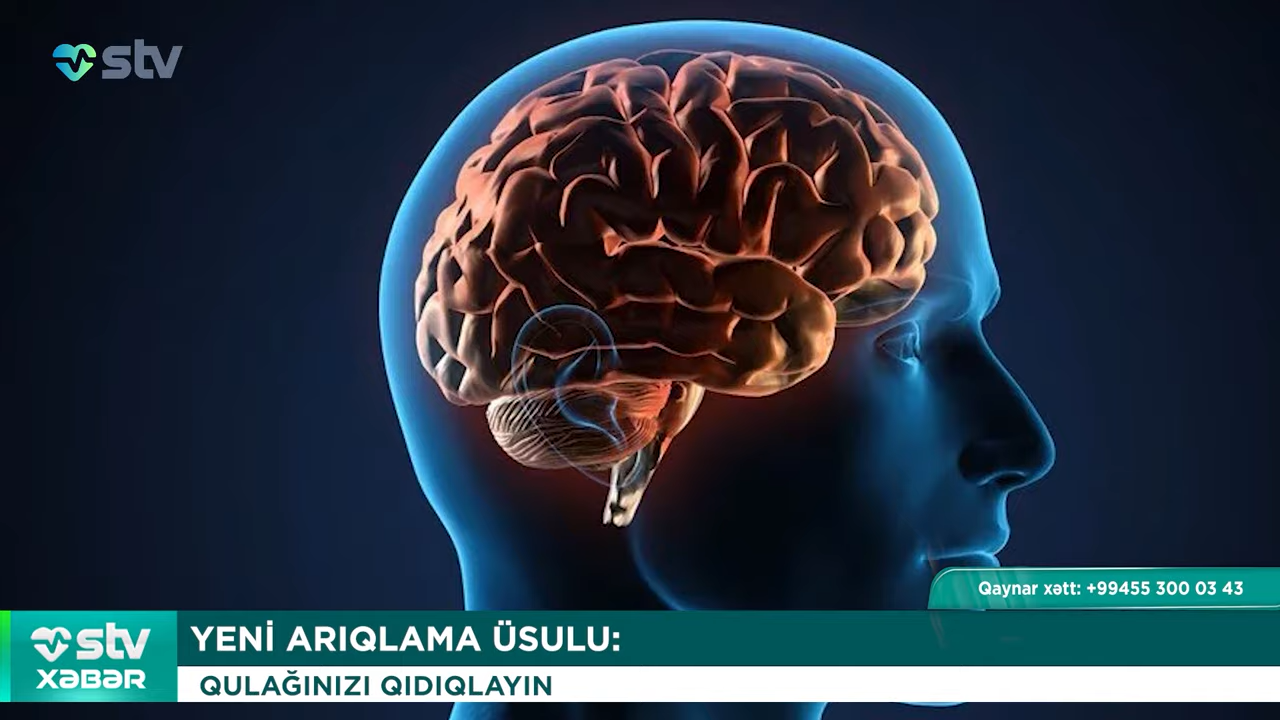 stv
Qaynar xətt: +99455 300 03 43
stv
XƏBƏR
YENİ ARIQLAMA ÜSULU:
QULAĞINIZI QIDIQLAYIN